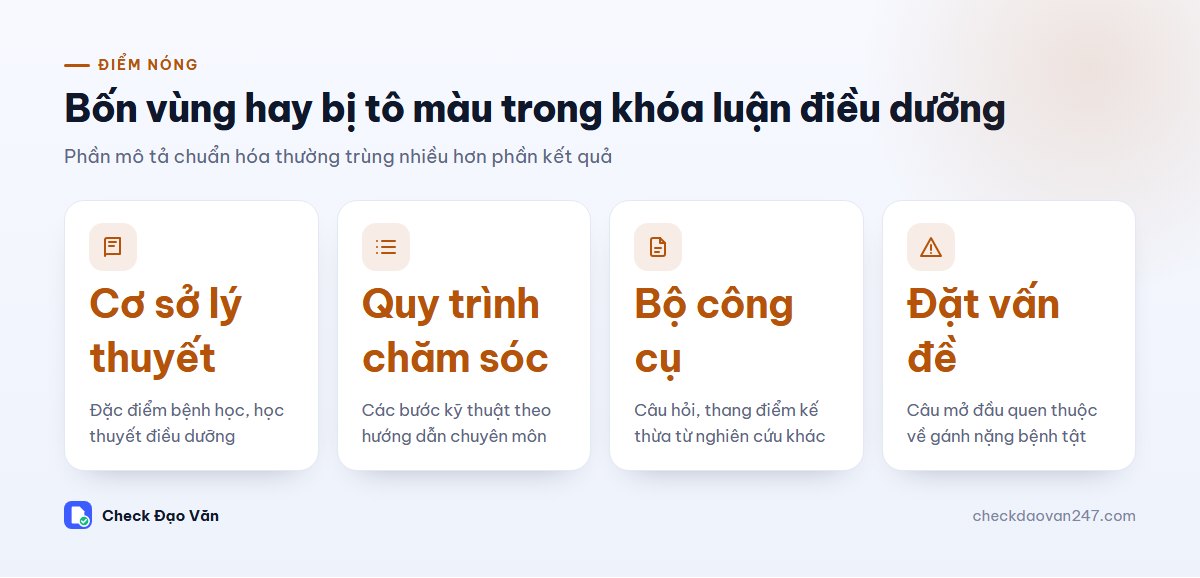 ĐIỂM NÓNG
Bốn vùng hay bị tô màu trong khóa luận điều dưỡng
Phần mô tả chuẩn hóa thường trùng nhiều hơn phần kết quả
Cơ sở lý
thuyết
Đặc điểm bệnh học, học
thuyết điều dưỡng
Quy trình
chăm sóc
Các bước kỹ thuật theo
hướng dẫn chuyên môn
Bộ công
cụ
Câu hỏi, thang điểm kế
thừa từ nghiên cứu khác
Đặt vấn
đề
Câu mở đầu quen thuộc
về gánh nặng bệnh tật
Check Đạo Văn
checkdaovan247.com